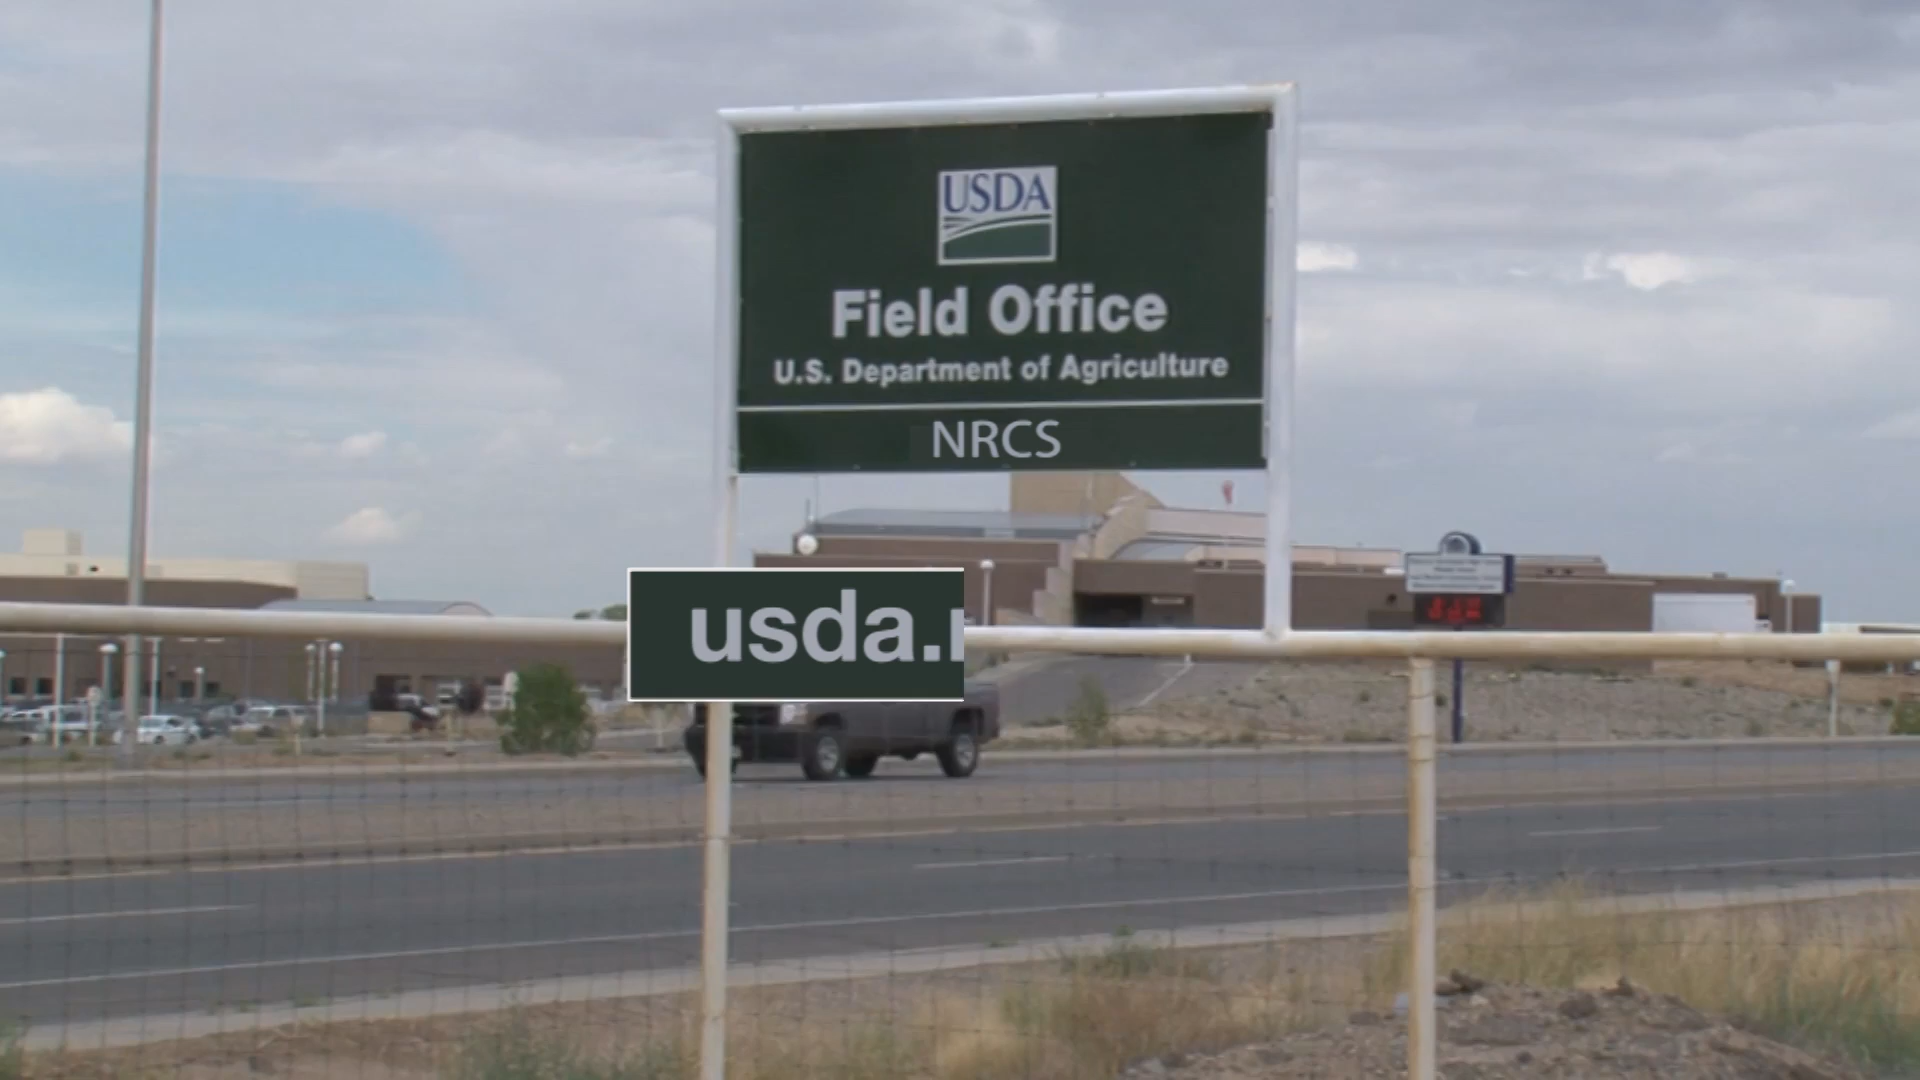 USDA
Field Office
U.S. Department of Agriculture
NRCS
usda.